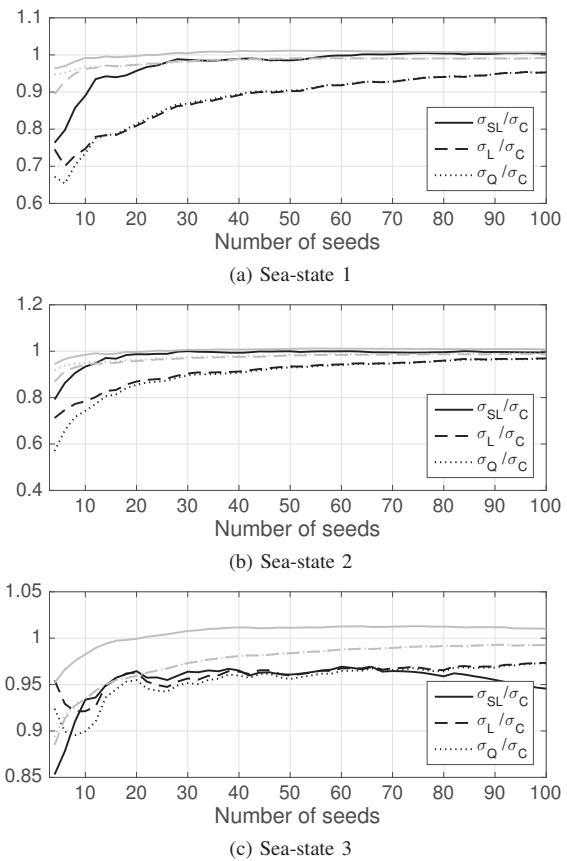 1.1
1
0.9
0.8
0.7
0.6
σSL/σC
σL /σC
σQ /σC
10 20 30 40 50 60 70 80 90 100
Number of seeds
(a) Sea-state 1
1.2
1
0.8
0.6
0.4
σSL/σC
σL /σC
σQ /σC
10 20 30 40 50 60 70 80 90 100
Number of seeds
(b) Sea-state 2
1.05
1
0.95
0.9
0.85
σSL/σC
σL /σC
σQ /σC
10 20 30 40 50 60 70 80 90 100
Number of seeds
(c) Sea-state 3